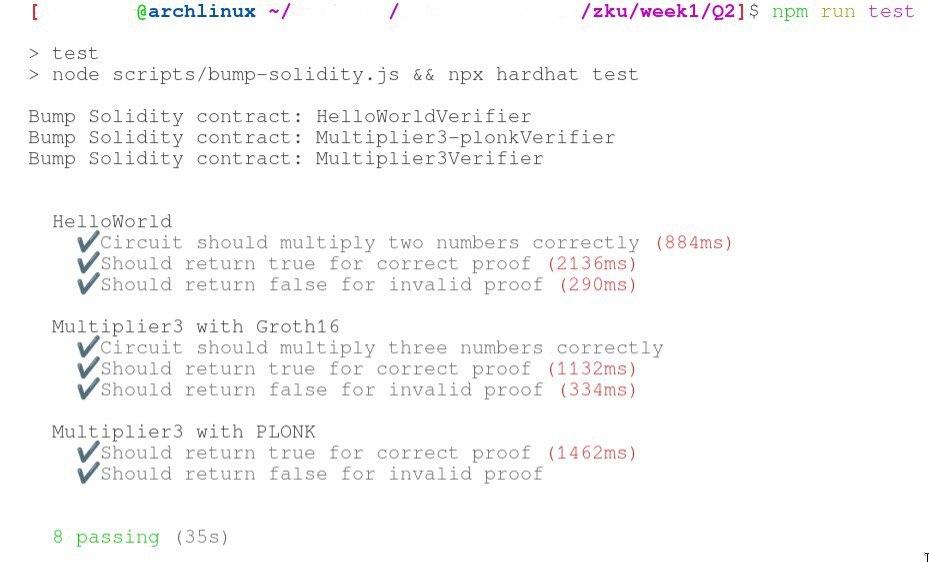 [ @archlinux ~/ / /zku/week1/Q2]$ npm run test
> test
> node scripts/bump-solidity.js && npx hardhat test
Bump Solidity contract: HelloWorldVerifier
Bump Solidity contract: Multiplier3-plonkVerifier
Bump Solidity contract: Multiplier3Verifier
HelloWorld
✔Circuit should multiply two numbers correctly (884ms)
✔Should return true for correct proof (2136ms)
✔Should return false for invalid proof (290ms)
Multiplier3 with Groth16
✔Circuit should multiply three numbers correctly
✔Should return true for correct proof (1132ms)
✔Should return false for invalid proof (334ms)
Multiplier3 with PLONK
✔Should return true for correct proof (1462ms)
✔Should return false for invalid proof
8 passing (35s)